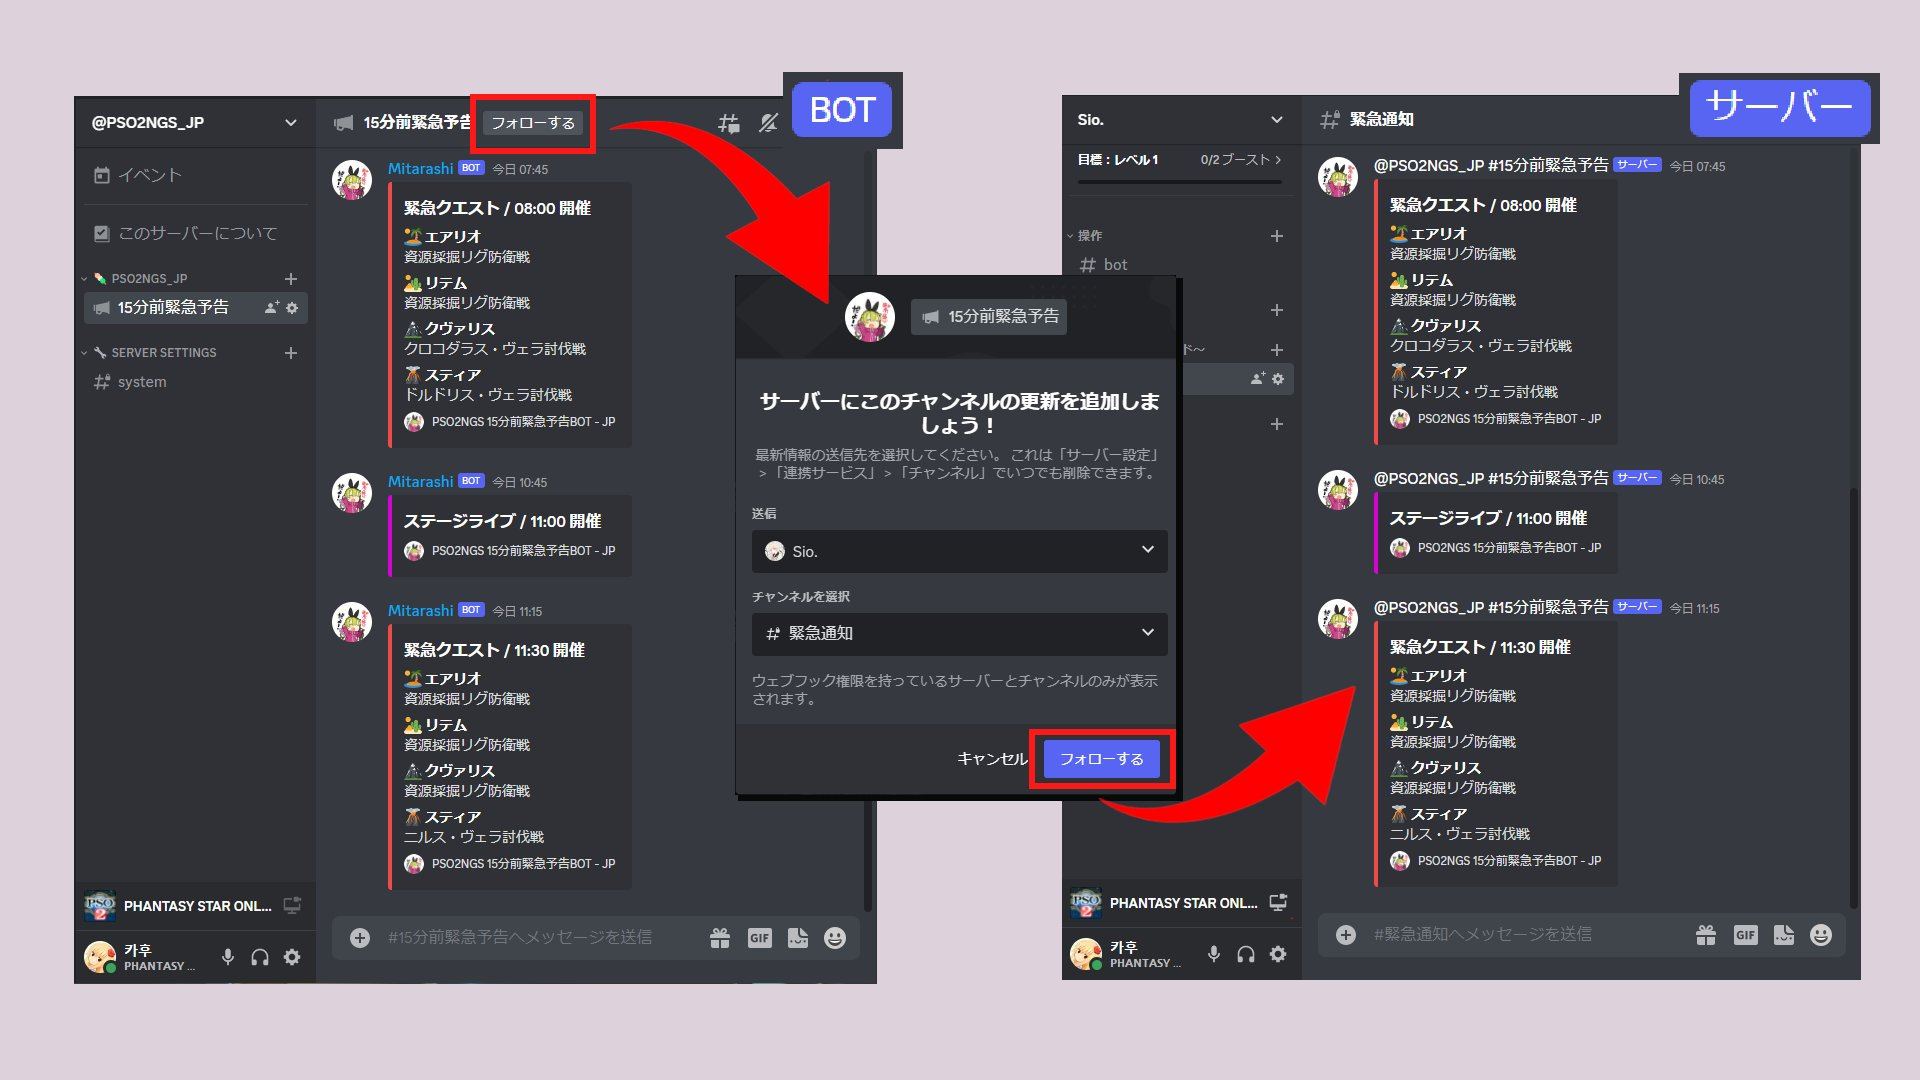 BOT
@PSO2NGS_JP
イベント
このサーバーについて
PSO2NGS_JP
15分前緊急予告
SERVER SETTINGS
system
PHANTASY STAR ONL...
카후
PHANTASY ...
15分前緊急予告
フォローする
Mitarashi BOT 今日 07:45
緊急クエスト / 08:00 開催
エアリオ
資源採掘リグ防衛戦
リテム
資源採掘リグ防衛戦
クヴァリス
クロコダラス・ヴェラ討伐戦
スティア
ドルドリス・ヴェラ討伐戦
PSO2NGS 15分前緊急予告BOT - JP
Mitarashi BOT 今日 10:45
ステージライブ / 11:00 開催
PSO2NGS 15分前緊急予告BOT - JP
Mitarashi BOT 今日 11:15
緊急クエスト / 11:30 開催
エアリオ
資源採掘リグ防衛戦
リテム
資源採掘リグ防衛戦
クヴァリス
資源採掘リグ防衛戦
スティア
ニルス・ヴェラ討伐戦
PSO2NGS 15分前緊急予告BOT - JP
#15分前緊急予告へメッセージを送信
GIF
15分前緊急予告
サーバーにこのチャンネルの更新を追加しま
しょう！
最新情報の送信先を選択してください。 これは「サーバー設定」
> 「連携サービス」 > 「チャンネル」でいつでも削除できます。
送信
Sio.
チャンネルを選択
緊急通知
ウェブフック権限を持っているサーバーとチャンネルのみが表示
されます。
キャンセル
フォローする
サーバー
Sio.
目標：レベル 1
0/2 ブースト >
操作
bot
ド～
PHANTASY STAR ONL...
카후
PHANTASY ...
緊急通知
@PSO2NGS_JP #15分前緊急予告 サーバー 今日 07:45
緊急クエスト / 08:00 開催
エアリオ
資源採掘リグ防衛戦
リテム
資源採掘リグ防衛戦
クヴァリス
クロコダラス・ヴェラ討伐戦
スティア
ドルドリス・ヴェラ討伐戦
PSO2NGS 15分前緊急予告BOT - JP
@PSO2NGS_JP #15分前緊急予告 サーバー 今日 10:45
ステージライブ / 11:00 開催
PSO2NGS 15分前緊急予告BOT - JP
@PSO2NGS_JP #15分前緊急予告 サーバー 今日 11:15
緊急クエスト / 11:30 開催
エアリオ
資源採掘リグ防衛戦
リテム
資源採掘リグ防衛戦
クヴァリス
資源採掘リグ防衛戦
スティア
ニルス・ヴェラ討伐戦
PSO2NGS 15分前緊急予告BOT - JP
#緊急通知へメッセージを送信
GIF